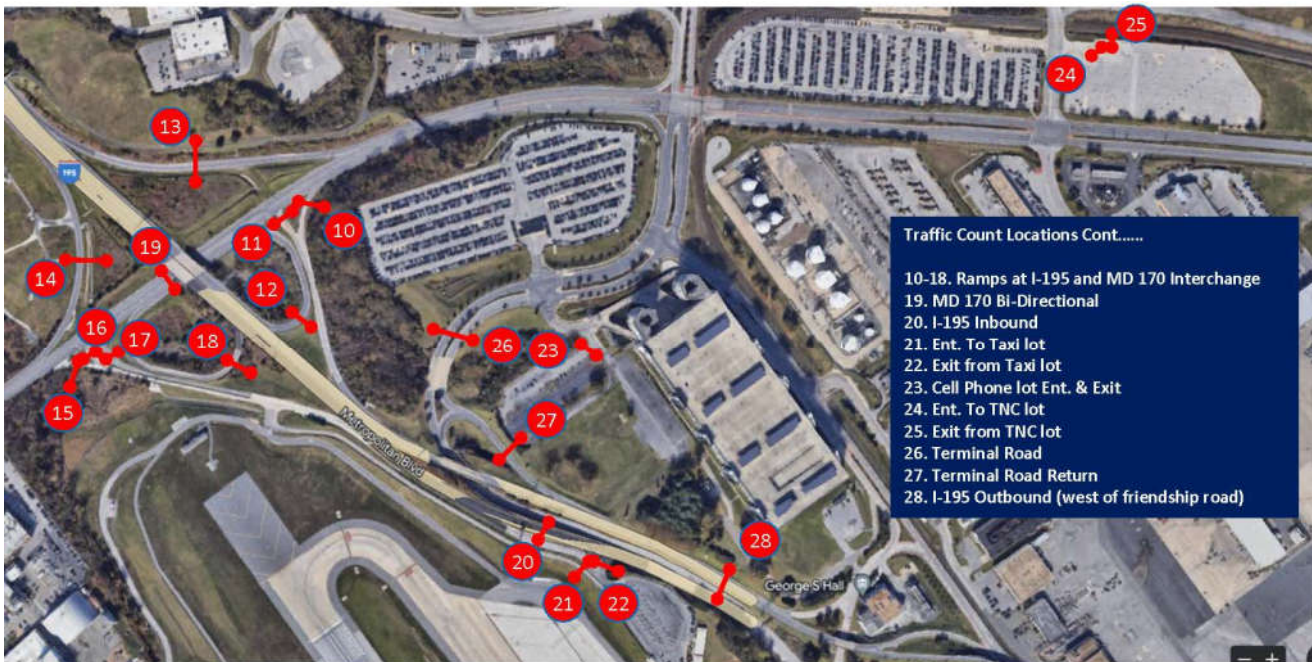 25
24
13
195
10
11
19
14
12
16
17
18
15
26
23
27
Metropolitan Blvd
20
28
21
22
George S Hall
Traffic Count Locations Cont......
10-18. Ramps at I-195 and MD 170 Interchange
19. MD 170 Bi-Directional
20. I-195 Inbound
21. Ent. To Taxi lot
22. Exit from Taxi lot
23. Cell Phone lot Ent. & Exit
24. Ent. To TNC lot
25. Exit from TNC lot
26. Terminal Road
27. Terminal Road Return
28. I-195 Outbound (west of friendship road)